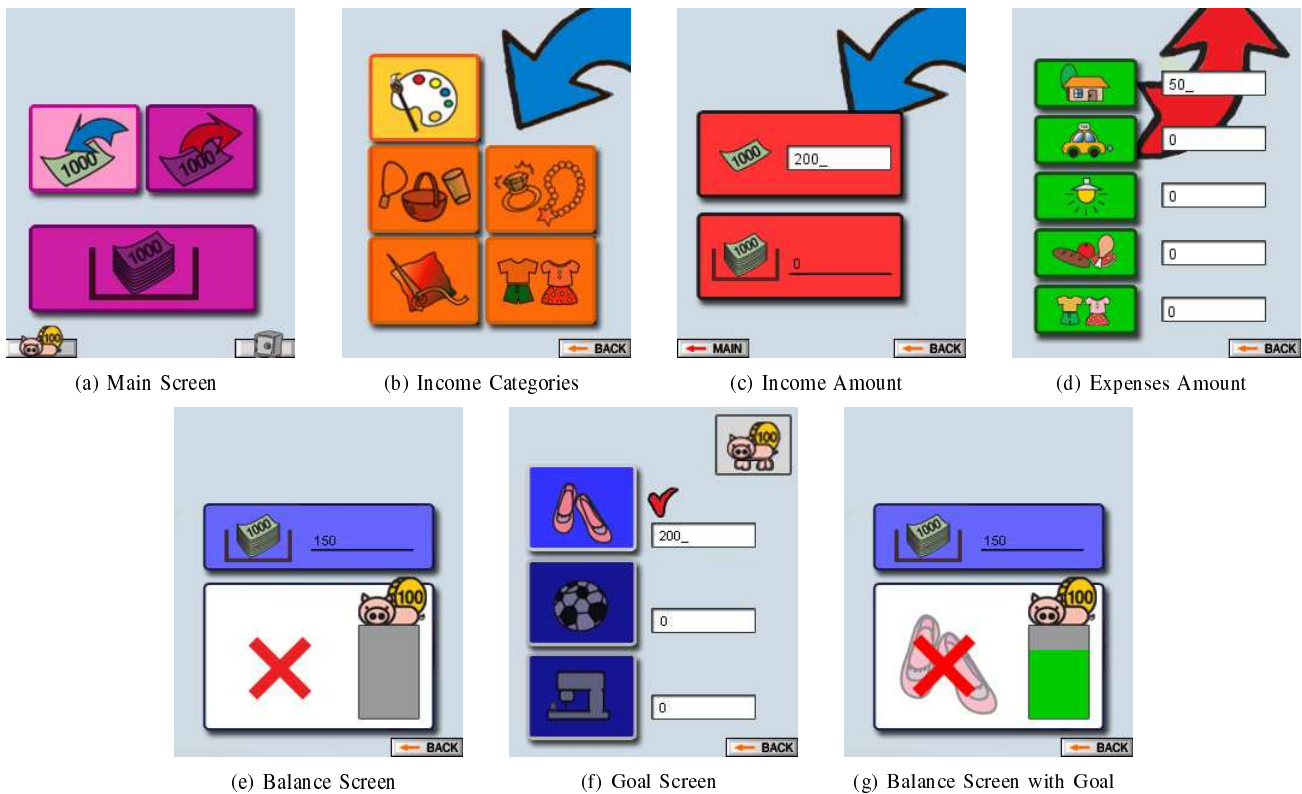 1000
1000
1000
100
(a) Main Screen
BACK
(b) Income Categories
1000
200_
1000
0
MAIN
BACK
(c) Income Amount
TAXI
50_
0
0
0
0
BACK
(d) Expenses Amount
1000
150
100
BACK
(e) Balance Screen
100
200_
0
0
BACK
(f) Goal Screen
1000
150
100
BACK
(g) Balance Screen with Goal